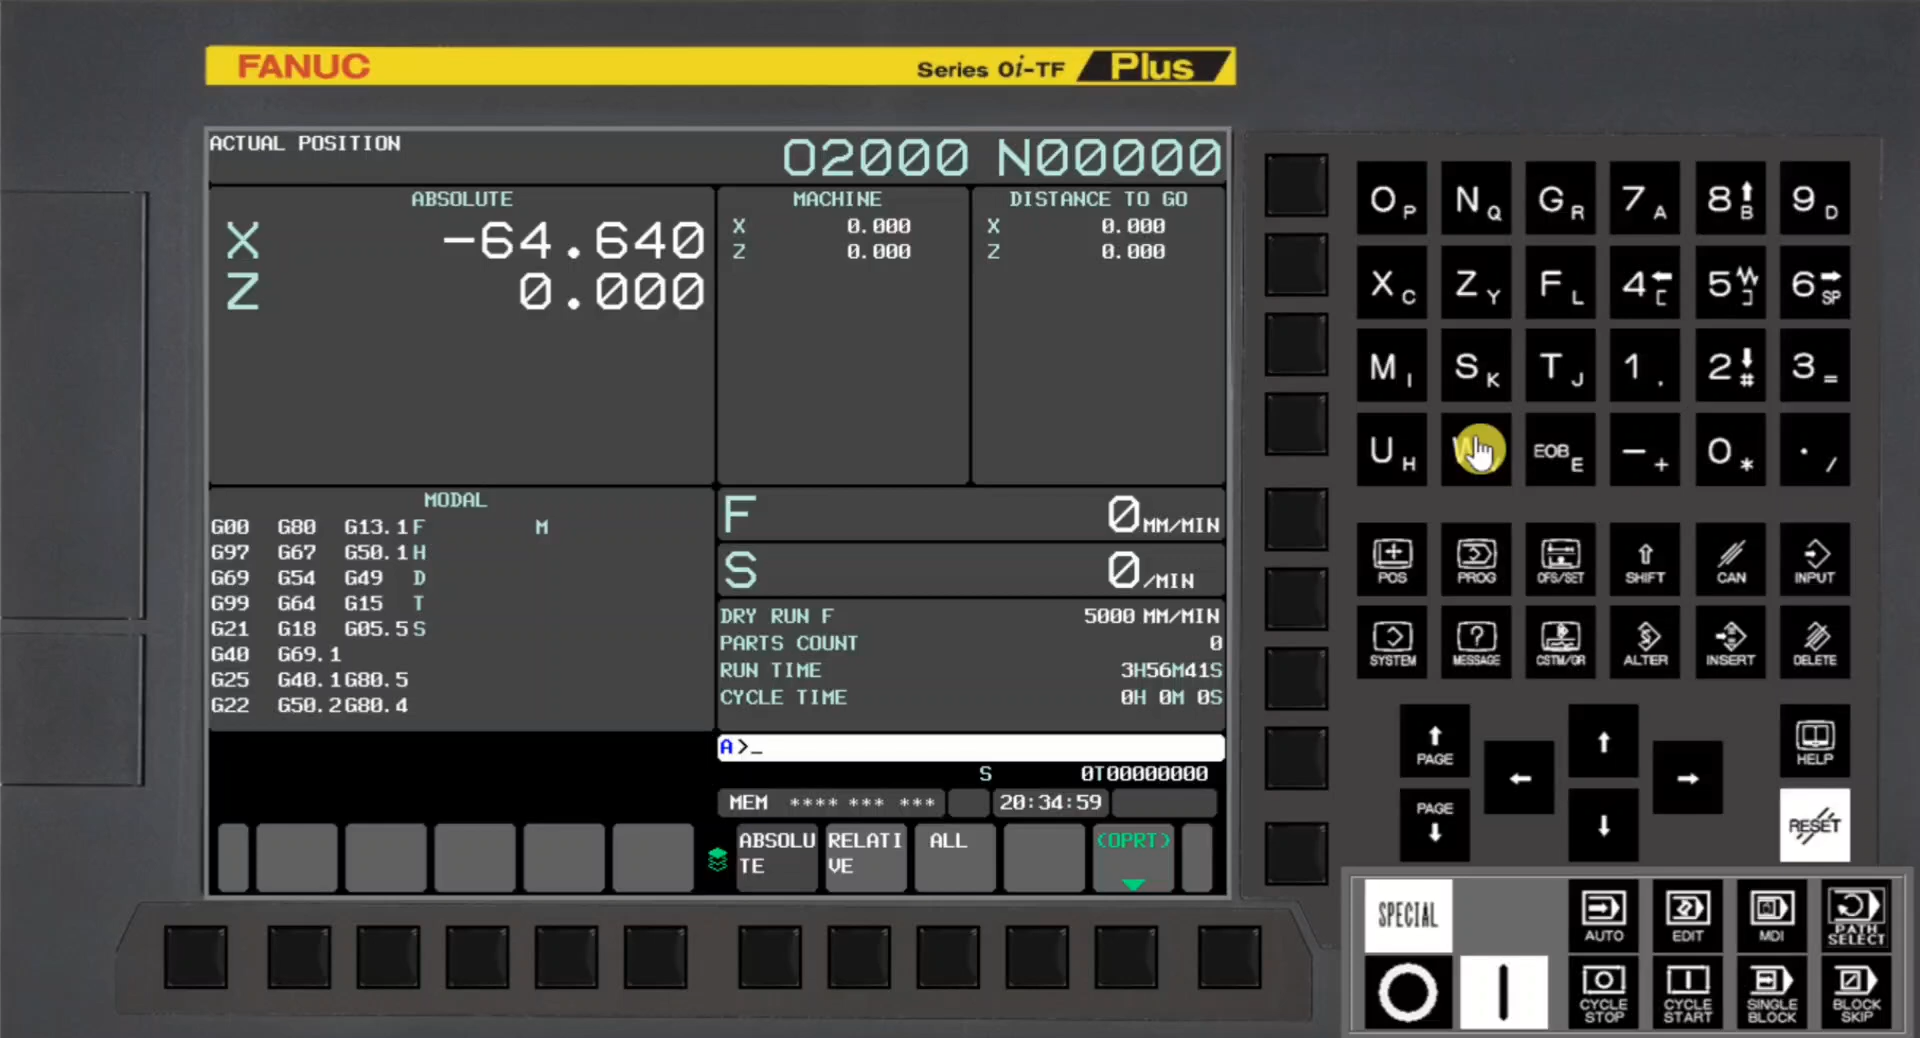 FANUC
Series 0i-TF Plus
ACTUAL POSITION
O2000 N00000
ABSOLUTE
X -64.640
Z 0.000
MACHINE
X 0.000
Z 0.000
DISTANCE TO GO
X 0.000
Z 0.000
MODAL
G00 G80 G13.1 F M
G97 G67 G50.1 H
G69 G54 G49 D
G99 G64 G15 T
G21 G18 G05.5 S
G40 G69.1
G25 G40.1 G80.5
G22 G50.2 G80.4
F 0 MM/MIN
S 0 /MIN
DRY RUN F 5000 MM/MIN
PARTS COUNT 0
RUN TIME 3H56M41S
CYCLE TIME 0H 0M 0S
A >_
S 0T00000000
MEM **** *** *** 20:34:59
ABSOLU
TE
RELATI
VE
ALL
(OPRT)
O P N Q G R 7 A 8 B 9 D
X C Z Y F L 4 [ 5 ] 6 SP
M I S K T J 1 , 2 # 3 =
U H EOB E - + 0 * . /
POS PROG OFS/SET SHIFT CAN INPUT
SYSTEM MESSAGE CSTM/GR ALTER INSERT DELETE
PAGE
HELP
PAGE
RESET
SPECIAL
AUTO
EDIT
MDI
PATH
SELECT
CYCLE
STOP
CYCLE
START
SINGLE
BLOCK
BLOCK
SKIP